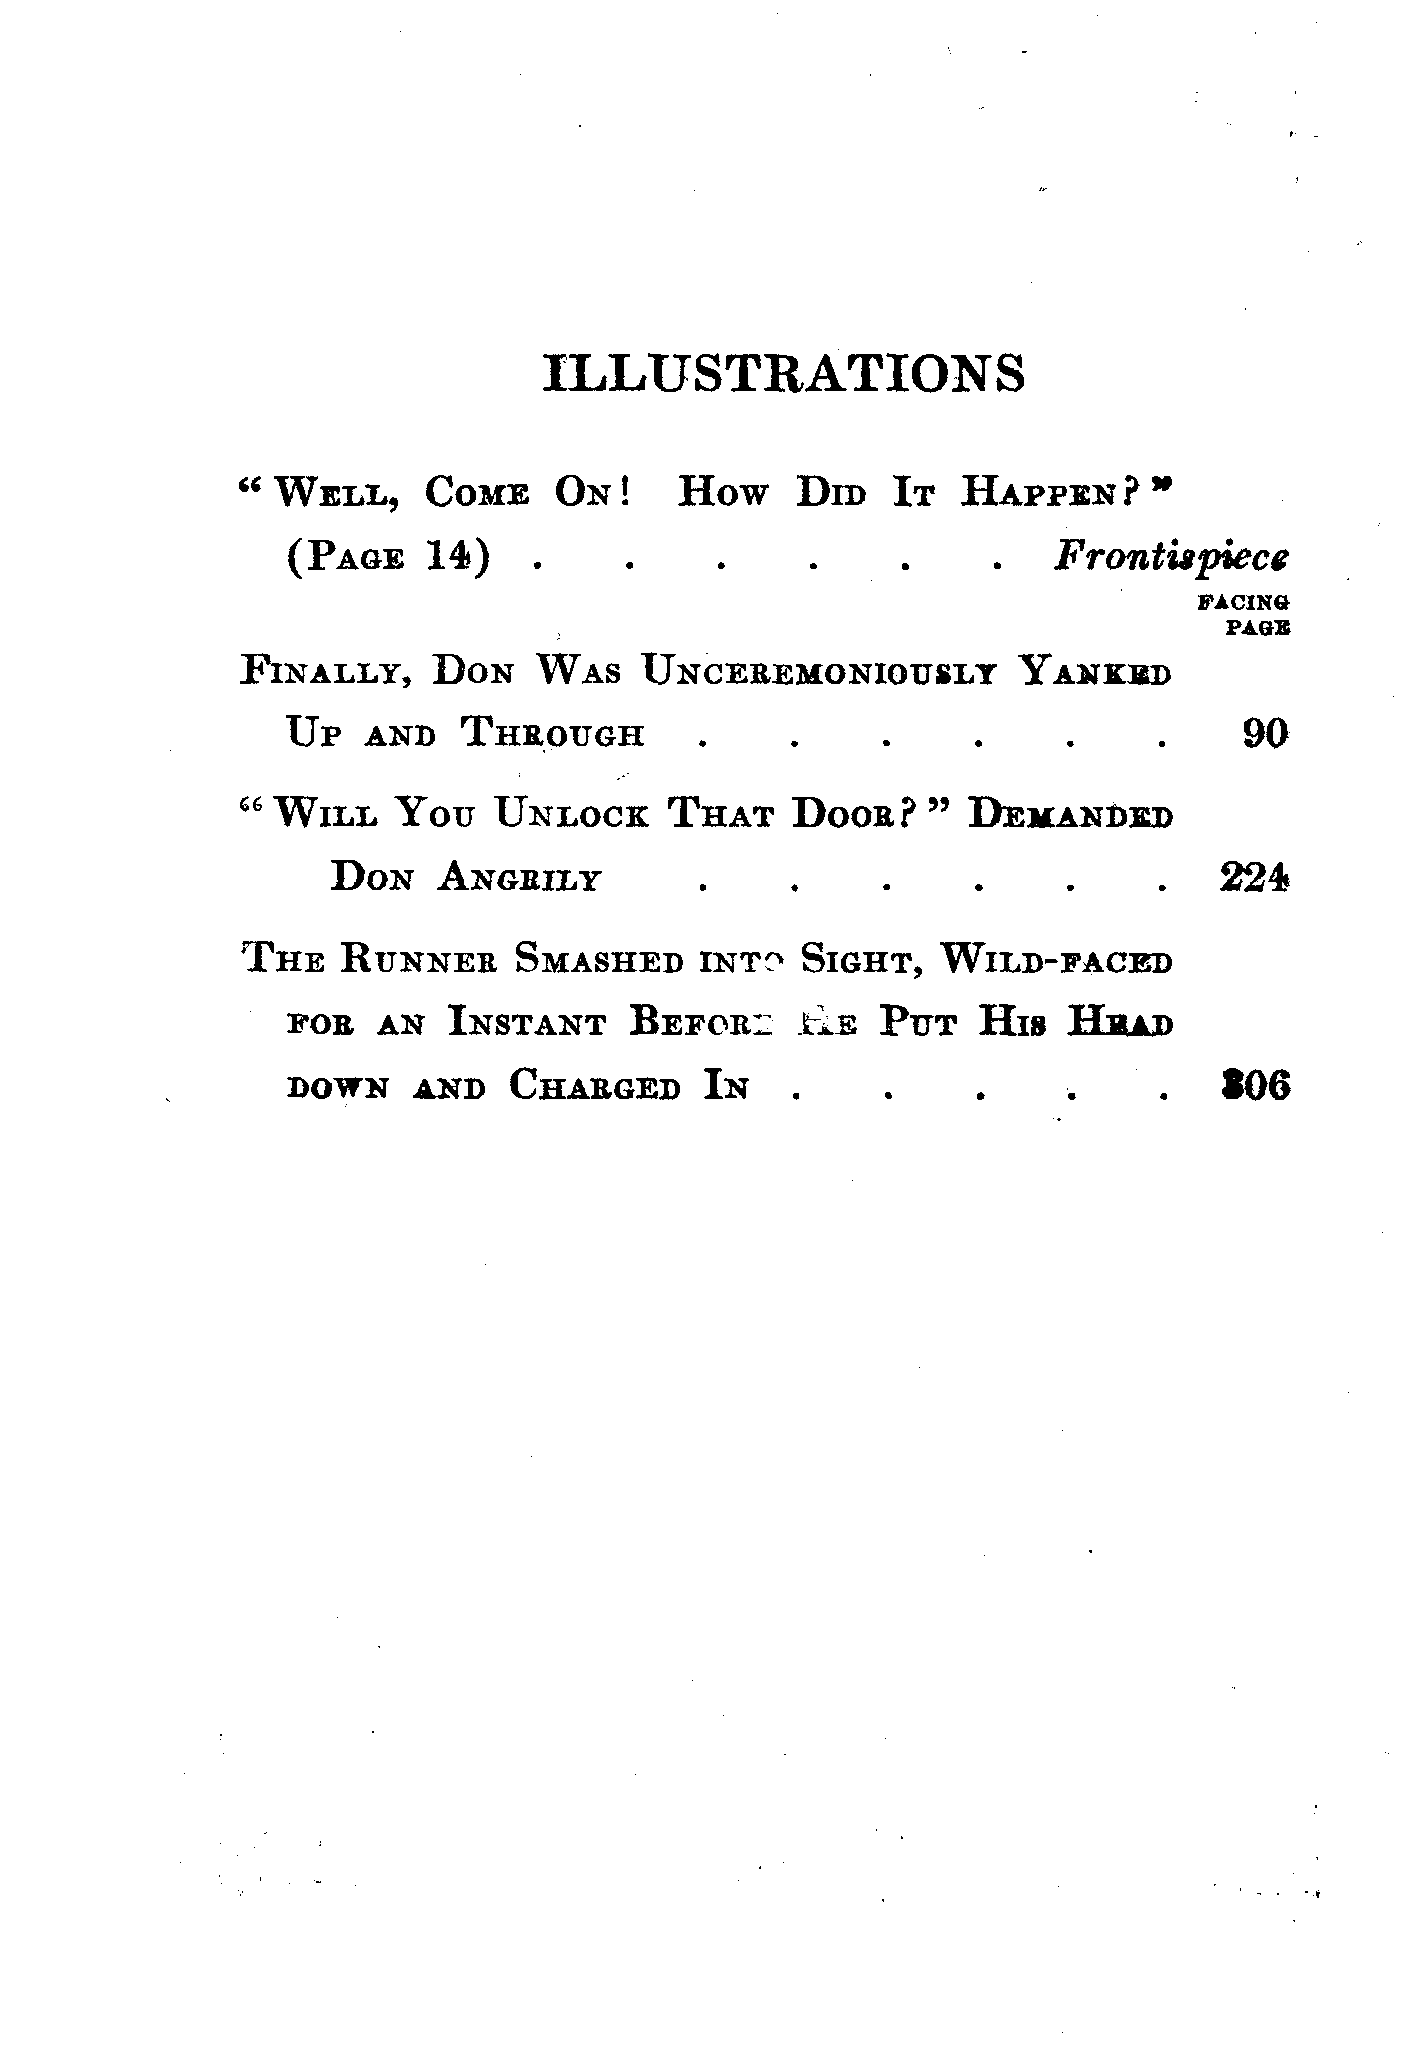 ILLUSTRATIONS
“Well, Come On! How Did It Happen?”
(Page 14) . . . . . . Frontispiece
FACING
PAGE
Finally, Don Was Unceremoniously Yanked
Up and Through . . . . . . 90
“Will You Unlock That Door?” Demanded
Don Angrily . . . . . . 224
The Runner Smashed into Sight, Wild-faced
for an Instant Before He Put His Head
down and Charged In . . . . . 306